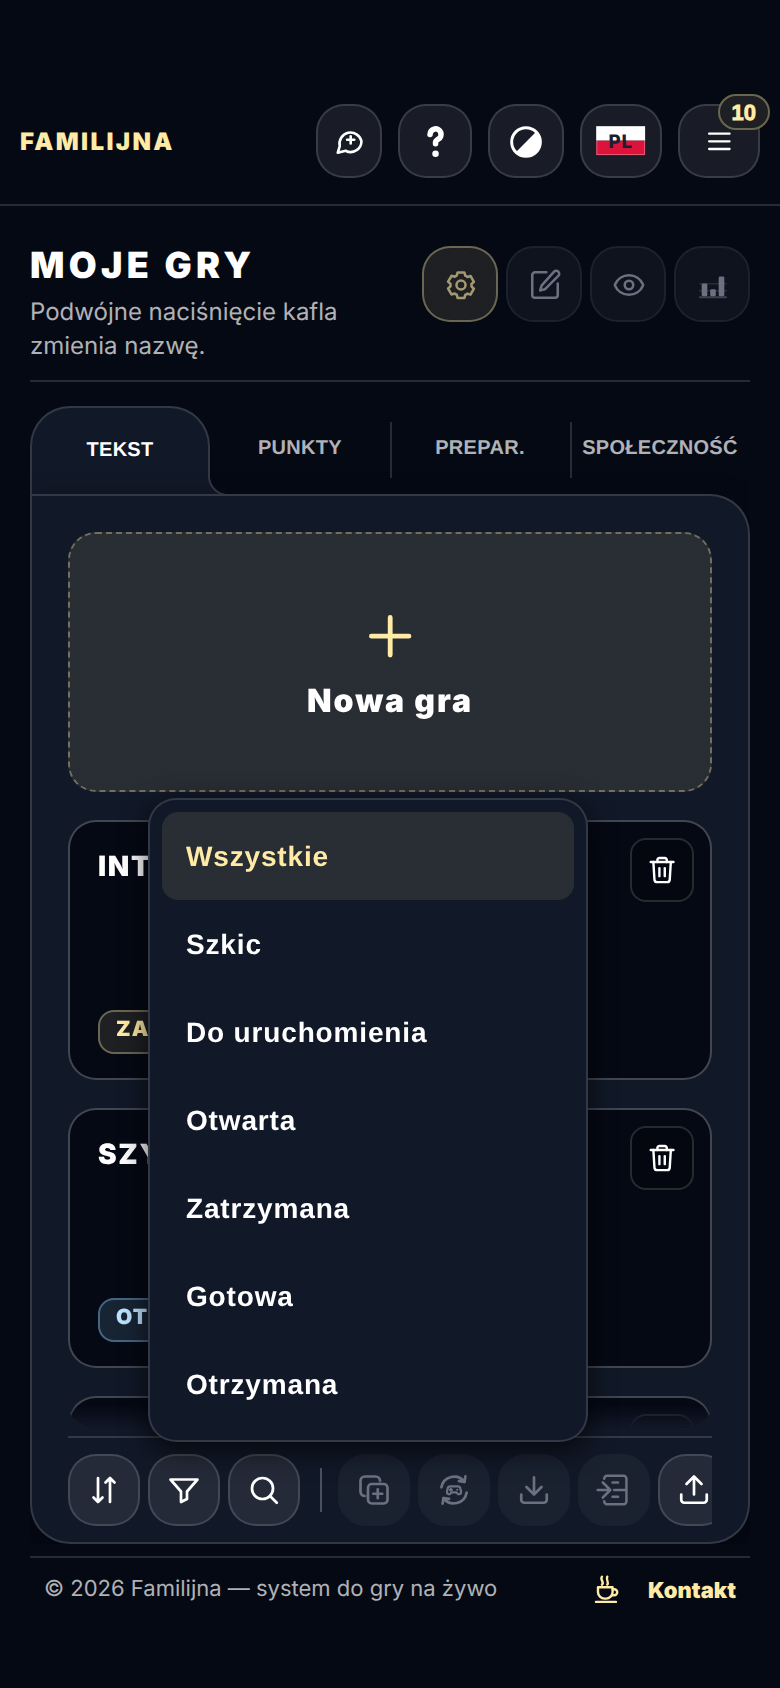 FAMILIJNA
?
PL
10
MOJE GRY
Podwójne naciśnięcie kafla
zmienia nazwę.
TEKST
PUNKTY
PREPAR.
SPOŁECZNOŚĆ
Nowa gra
INT
ZA
SZY
OT
Wszystkie
Szkic
Do uruchomienia
Otwarta
Zatrzymana
Gotowa
Otrzymana
© 2026 Familijna — system do gry na żywo
Kontakt